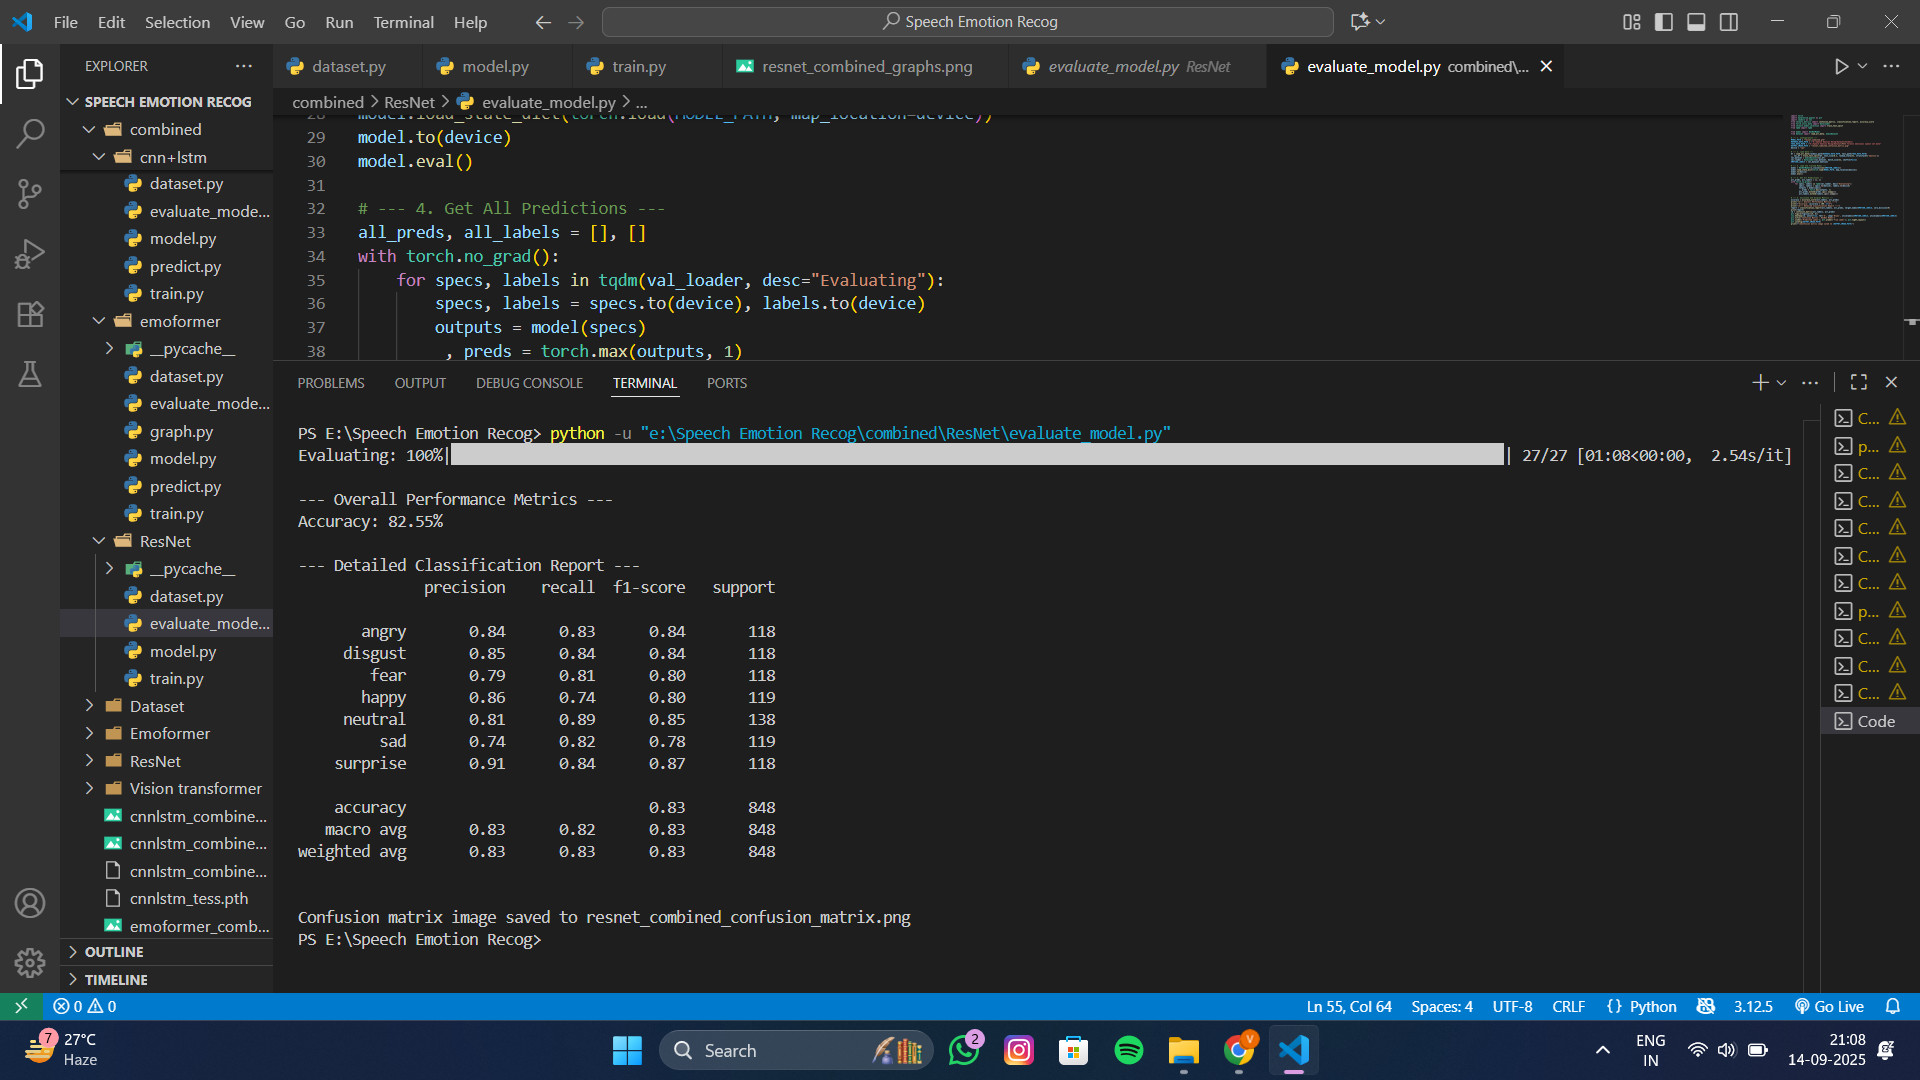 File Edit Selection View Go Run Terminal Help
Speech Emotion Recog
EXPLORER
SPEECH EMOTION RECOG
combined
cnn+lstm
dataset.py
evaluate_mode...
model.py
predict.py
train.py
emoformer
__pycache__
dataset.py
evaluate_mode...
graph.py
model.py
predict.py
train.py
ResNet
__pycache__
dataset.py
evaluate_mode...
model.py
train.py
Dataset
Emoformer
ResNet
Vision transformer
cnnlstm_combine...
cnnlstm_combine...
cnnlstm_combine...
cnnlstm_tess.pth
emoformer_comb...
OUTLINE
TIMELINE
dataset.py model.py train.py resnet_combined_graphs.png evaluate_model.py ResNet evaluate_model.py combined\...
combined > ResNet > evaluate_model.py > ...
28 model.load_state_dict(torch.load(MODEL_PATH, map_location=device))
29 model.to(device)
30 model.eval()
31
32 # --- 4. Get All Predictions ---
33 all_preds, all_labels = [], []
34 with torch.no_grad():
35 for specs, labels in tqdm(val_loader, desc="Evaluating"):
36 specs, labels = specs.to(device), labels.to(device)
37 outputs = model(specs)
38 , preds = torch.max(outputs, 1)
PROBLEMS OUTPUT DEBUG CONSOLE TERMINAL PORTS
PS E:\Speech Emotion Recog> python -u "e:\Speech Emotion Recog\combined\ResNet\evaluate_model.py"
Evaluating: 100%| | 27/27 [01:08<00:00, 2.54s/it]
--- Overall Performance Metrics ---
Accuracy: 82.55%
--- Detailed Classification Report ---
precision recall f1-score support
angry 0.84 0.83 0.84 118
disgust 0.85 0.84 0.84 118
fear 0.79 0.81 0.80 118
happy 0.86 0.74 0.80 119
neutral 0.81 0.89 0.85 138
sad 0.74 0.82 0.78 119
surprise 0.91 0.84 0.87 118
accuracy 0.83 848
macro avg 0.83 0.82 0.83 848
weighted avg 0.83 0.83 0.83 848
Confusion matrix image saved to resnet_combined_confusion_matrix.png
PS E:\Speech Emotion Recog>
C...
p...
C...
C...
C...
C...
C...
p...
C...
C...
C...
Code
0 0
Ln 55, Col 64 Spaces: 4 UTF-8 CRLF {} Python 3.12.5 Go Live
7
27°C
Haze
Search
2
V
ENG
IN
21:08
14-09-2025